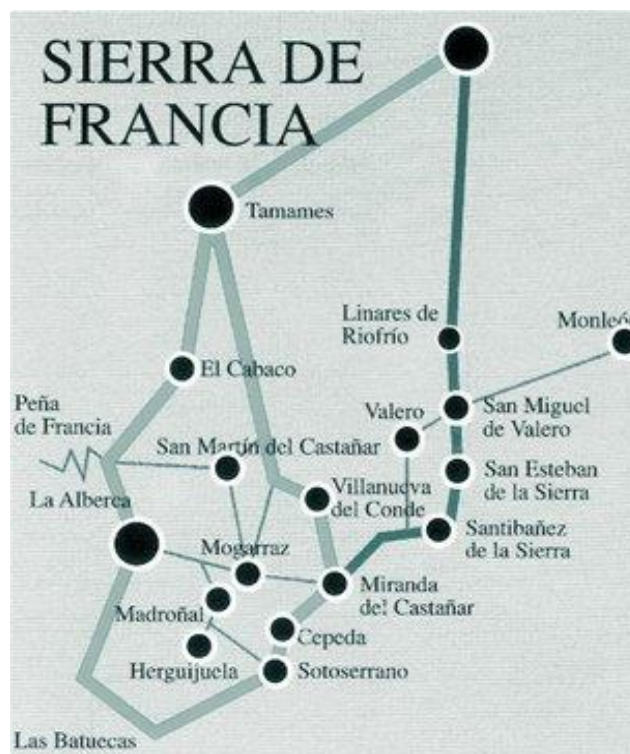 SIERRA DE
FRANCIA
Tamames
Linares de
Riofrío
Monleón
El Cabaco
Peña
de Francia
Valero
San Miguel
de Valero
San Martín del Castañar
San Esteban
de la Sierra
La Alberca
Villanueva
del Conde
Santibañez
de la Sierra
Mogarraz
Miranda
del Castañar
Madroñal
Cepeda
Herguijuela
Sotoserrano
Las Batuecas